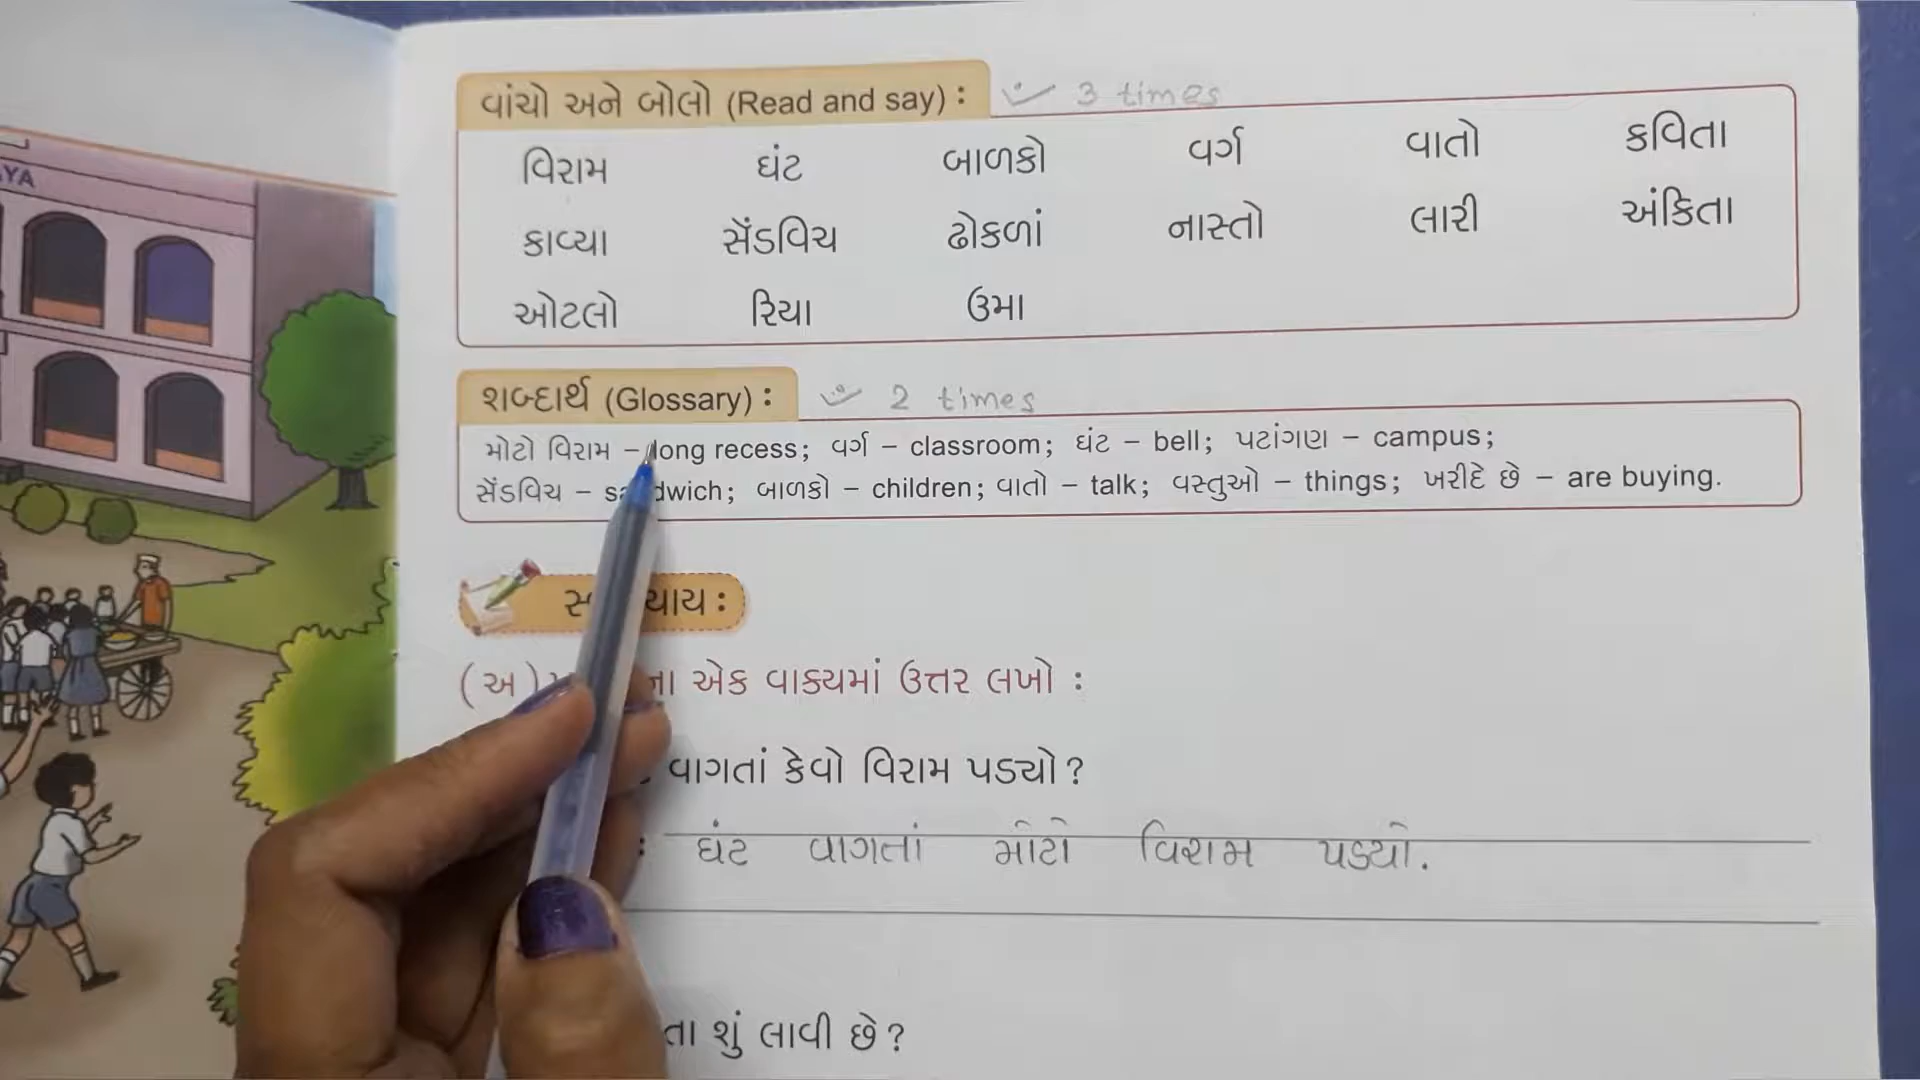 YA
વાંચો અને બોલો (Read and say) : 3 times
વિરામ ઘંટ બાળકો વર્ગ વાતો કવિતા
કાવ્યા સેંડવિચ ઢોકળાં નાસ્તો લારી અંકિતા
ઓટલો રિયા ઉમા
શબ્દાર્થ (Glossary) : 2 times
મોટો વિરામ – long recess; વર્ગ – classroom; ઘંટ – bell; પટાંગણ – campus;
સેંડવિચ – sandwich; બાળકો – children; વાતો – talk; વસ્તુઓ – things; ખરીદે છે – are buying.
(અ) એક વાક્યમાં ઉત્તર લખો :
વાગતાં કેવો વિરામ પડ્યો?
: ઘંટ વાગતાં મોટો વિરામ પડ્યો.
શું લાવી છે?